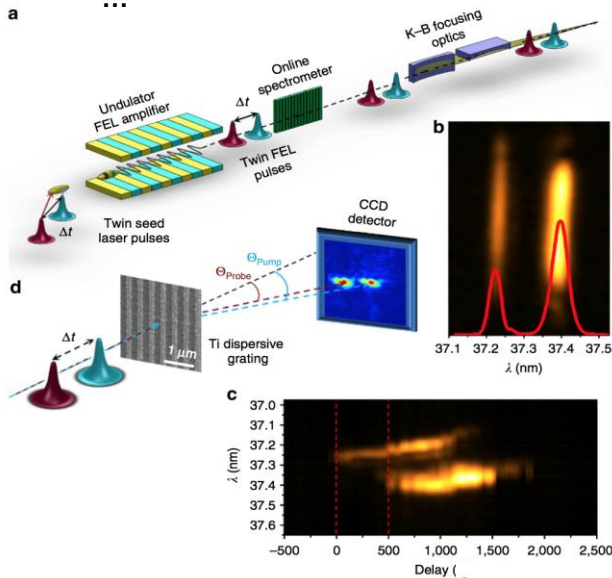 ...
a
Undulator
FEL amplifier
Δt
Online
spectrometer
K–B focusing
optics
Twin FEL
pulses
Δt
Twin seed
laser pulses
b
37.1 37.2 37.3 37.4 37.5
λ (nm)
d
Δt
ΘProbe
ΘPump
CCD
detector
Ti dispersive
grating
1 μm
c
37.0
37.1
37.2
37.3
37.4
37.5
37.6
λ (nm)
–500 0 500 1,000 1,500 2,000 2,500
Delay (